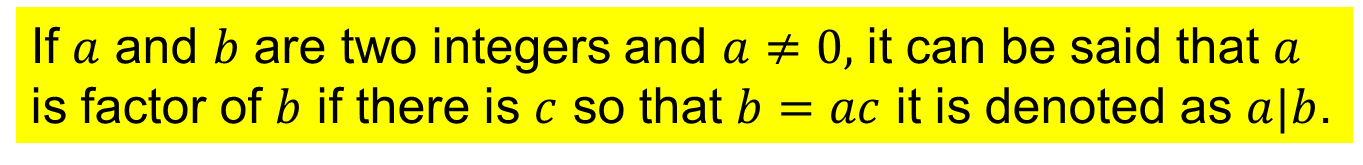 If a and b are two integers and a ≠ 0, it can be said that a
is factor of b if there is c so that b = ac it is denoted as a|b.